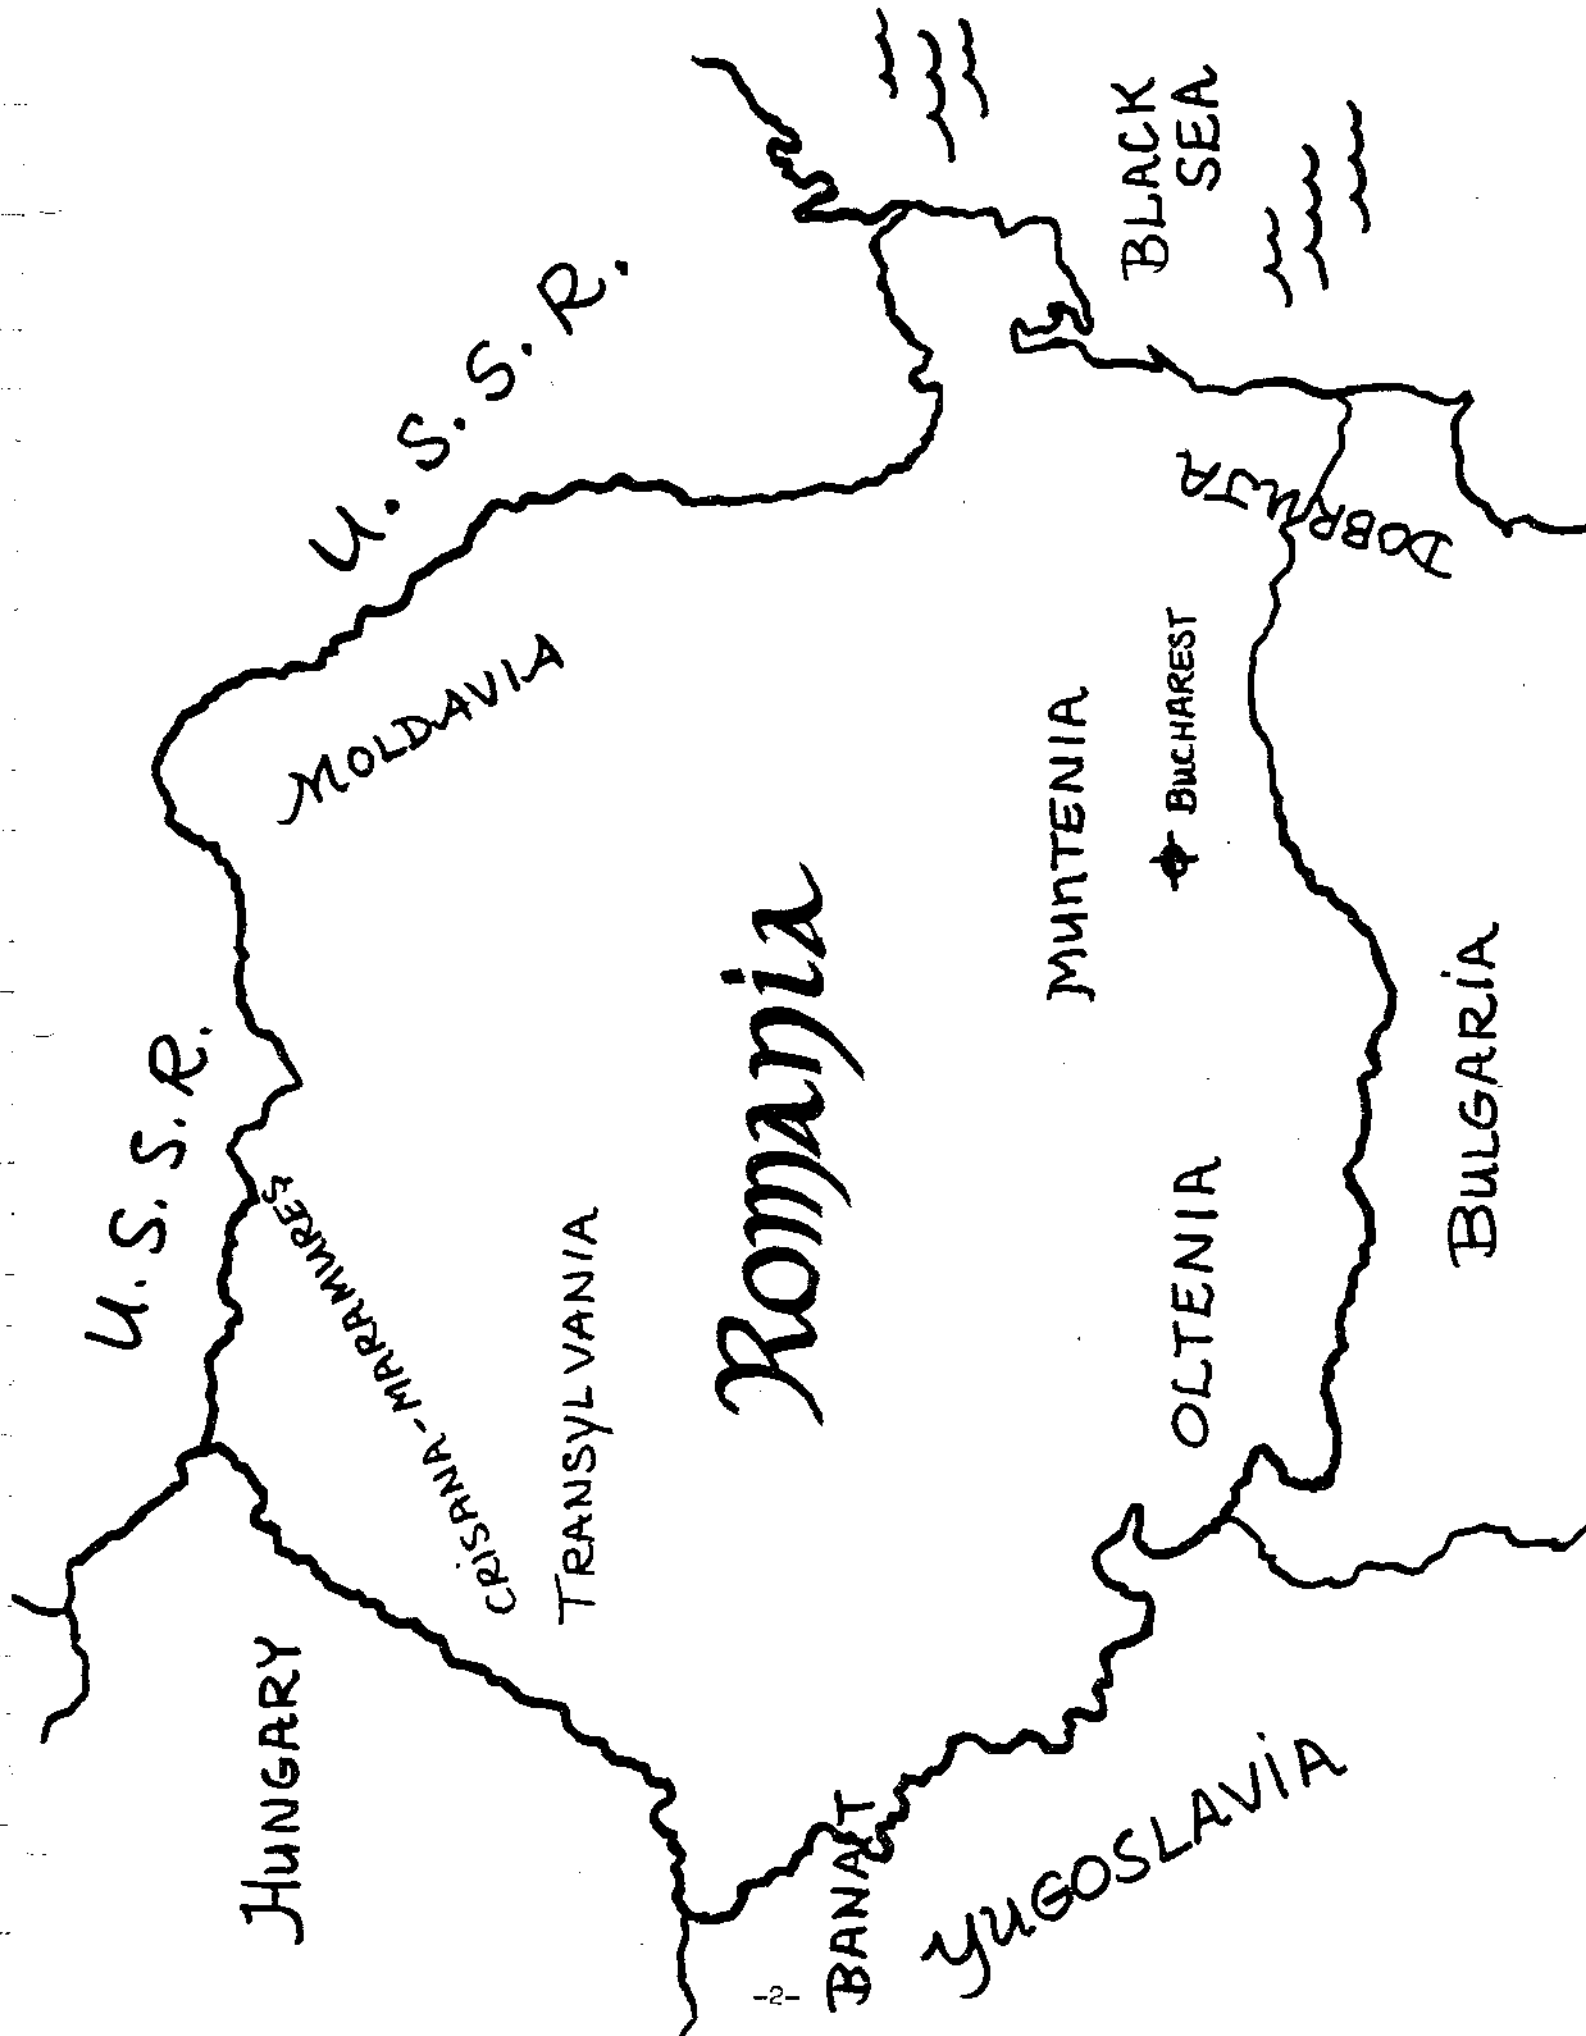 U. S. S. R.
U. S. S. R.
HUNGARY
MOLDAVIA
CRISANA-MARAMURES
TRANSYLVANIA
Romania
BANAT
YUGOSLAVIA
MUNTENIA
BUCHAREST
OLTENIA
DOBRUJA
BULGARIA
BLACK
SEA
-2-